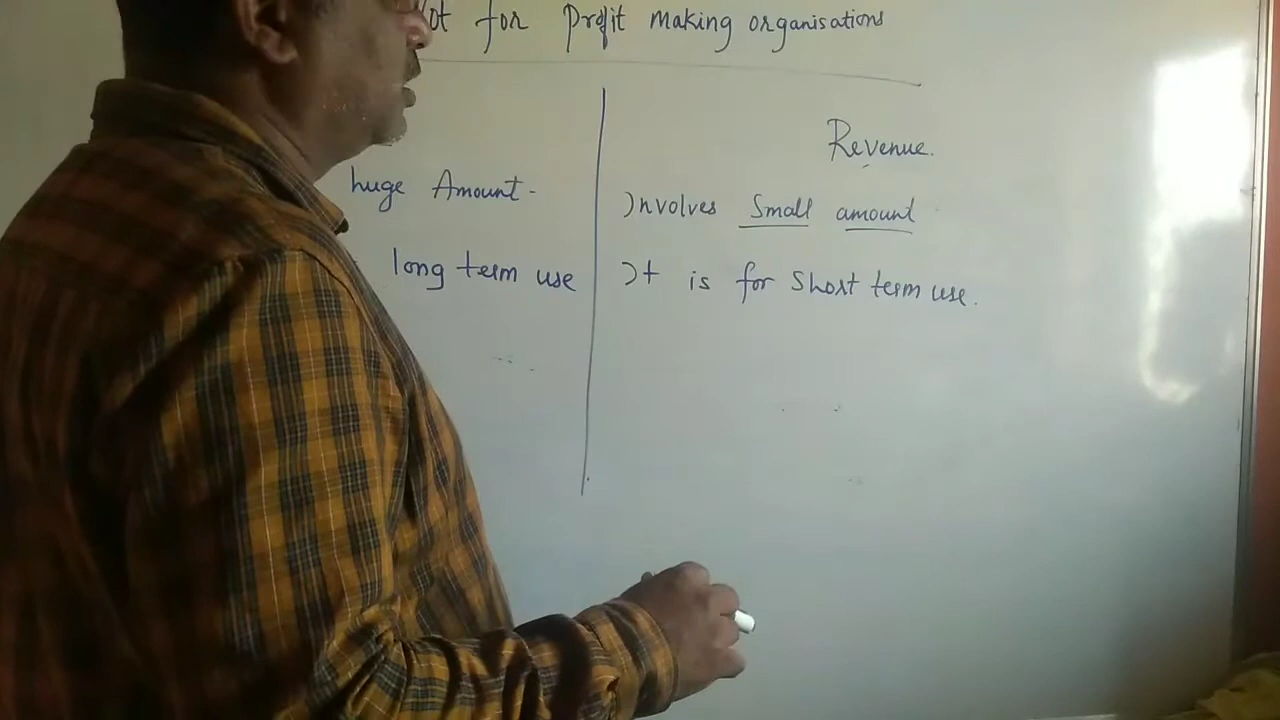 Not for Profit making organisations
huge Amount-
long term use
Revenue.
Involves Small amount
It is for Short term use.